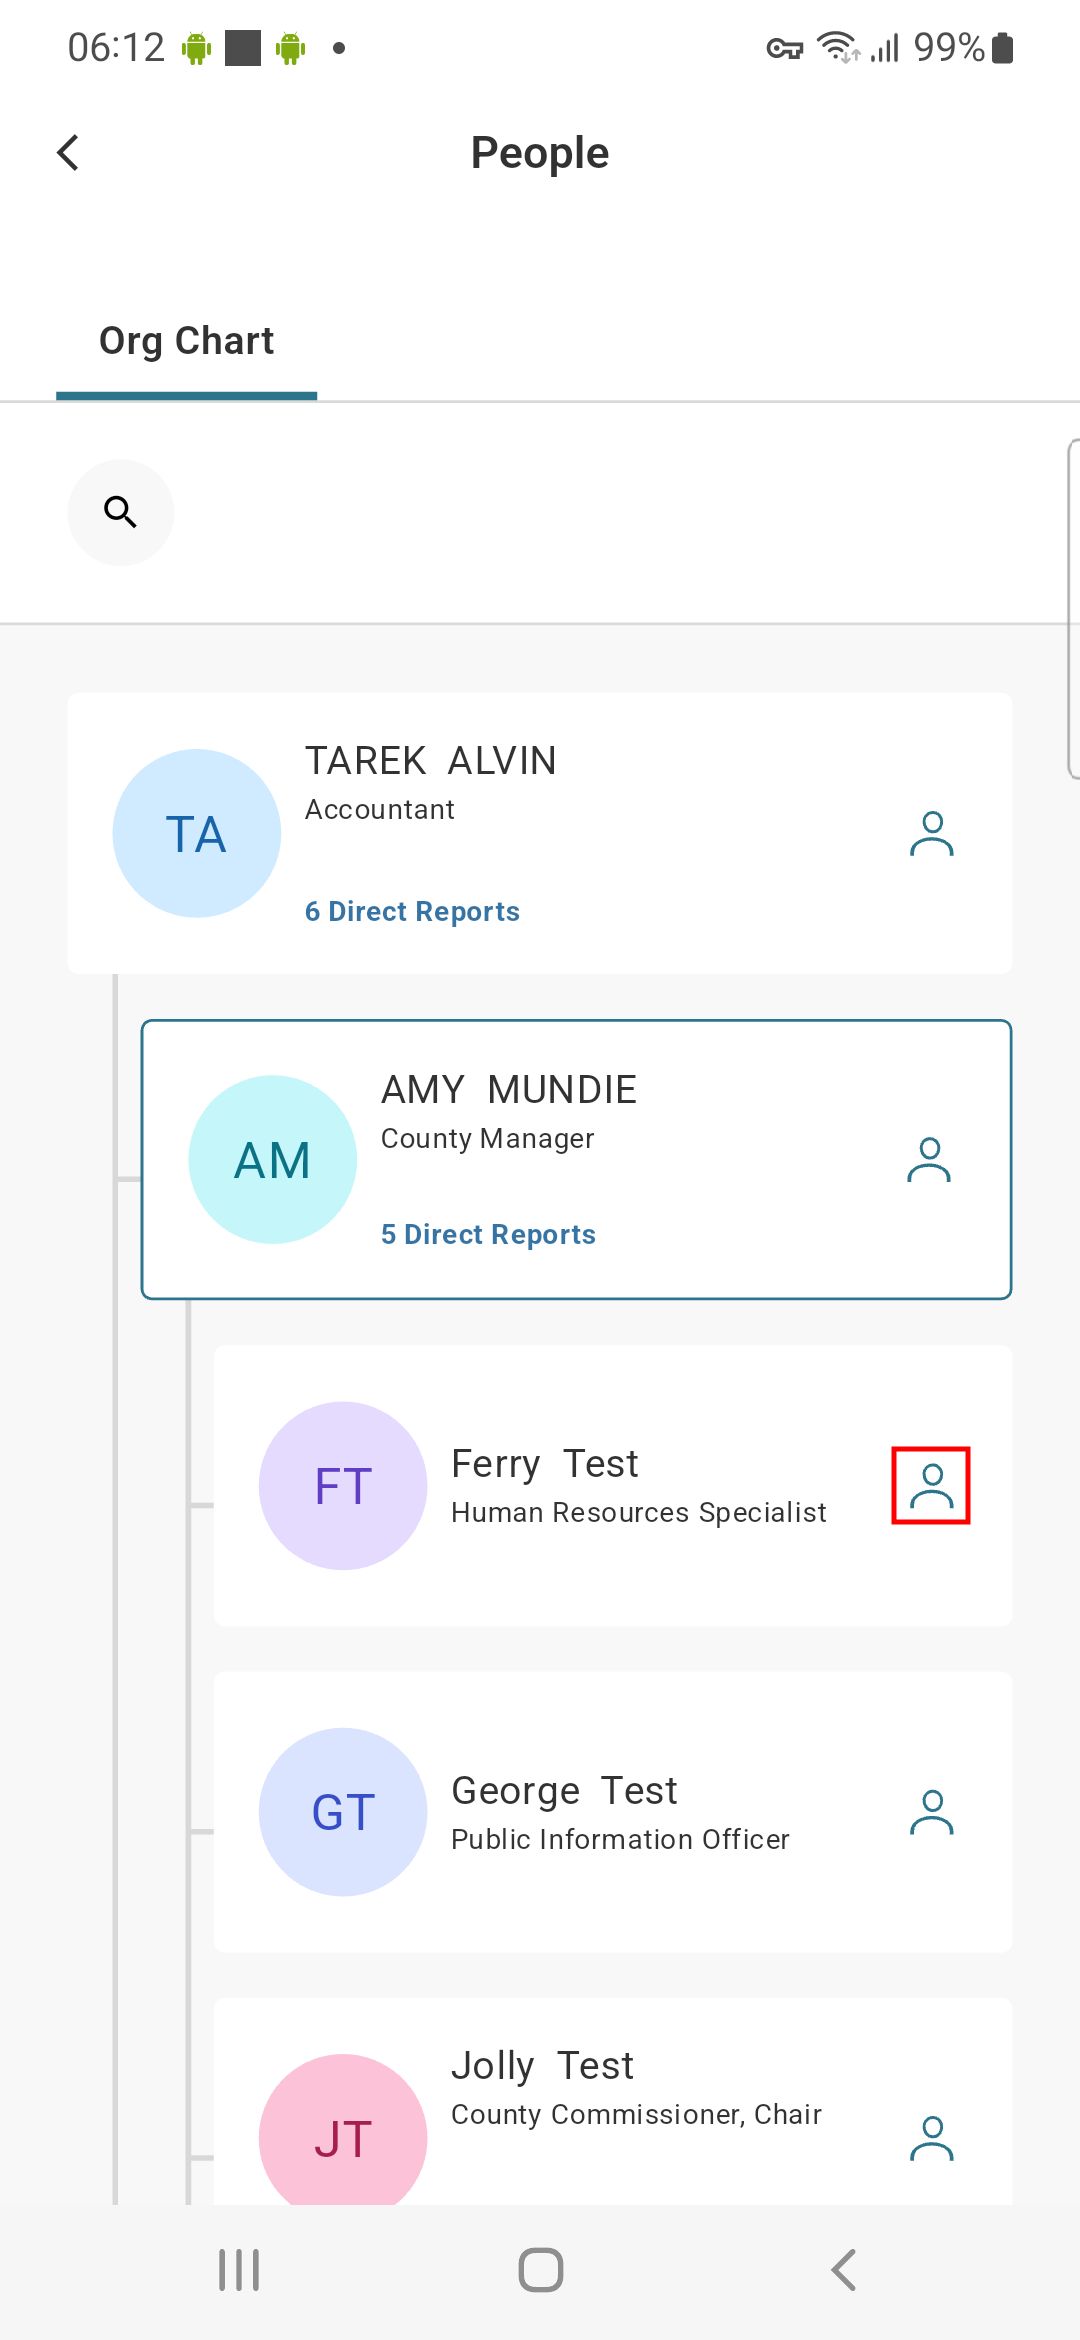 06:12
99%
People
Org Chart
TA
TAREK ALVIN
Accountant
6 Direct Reports
AM
AMY MUNDIE
County Manager
5 Direct Reports
FT
Ferry Test
Human Resources Specialist
GT
George Test
Public Information Officer
JT
Jolly Test
County Commissioner, Chair